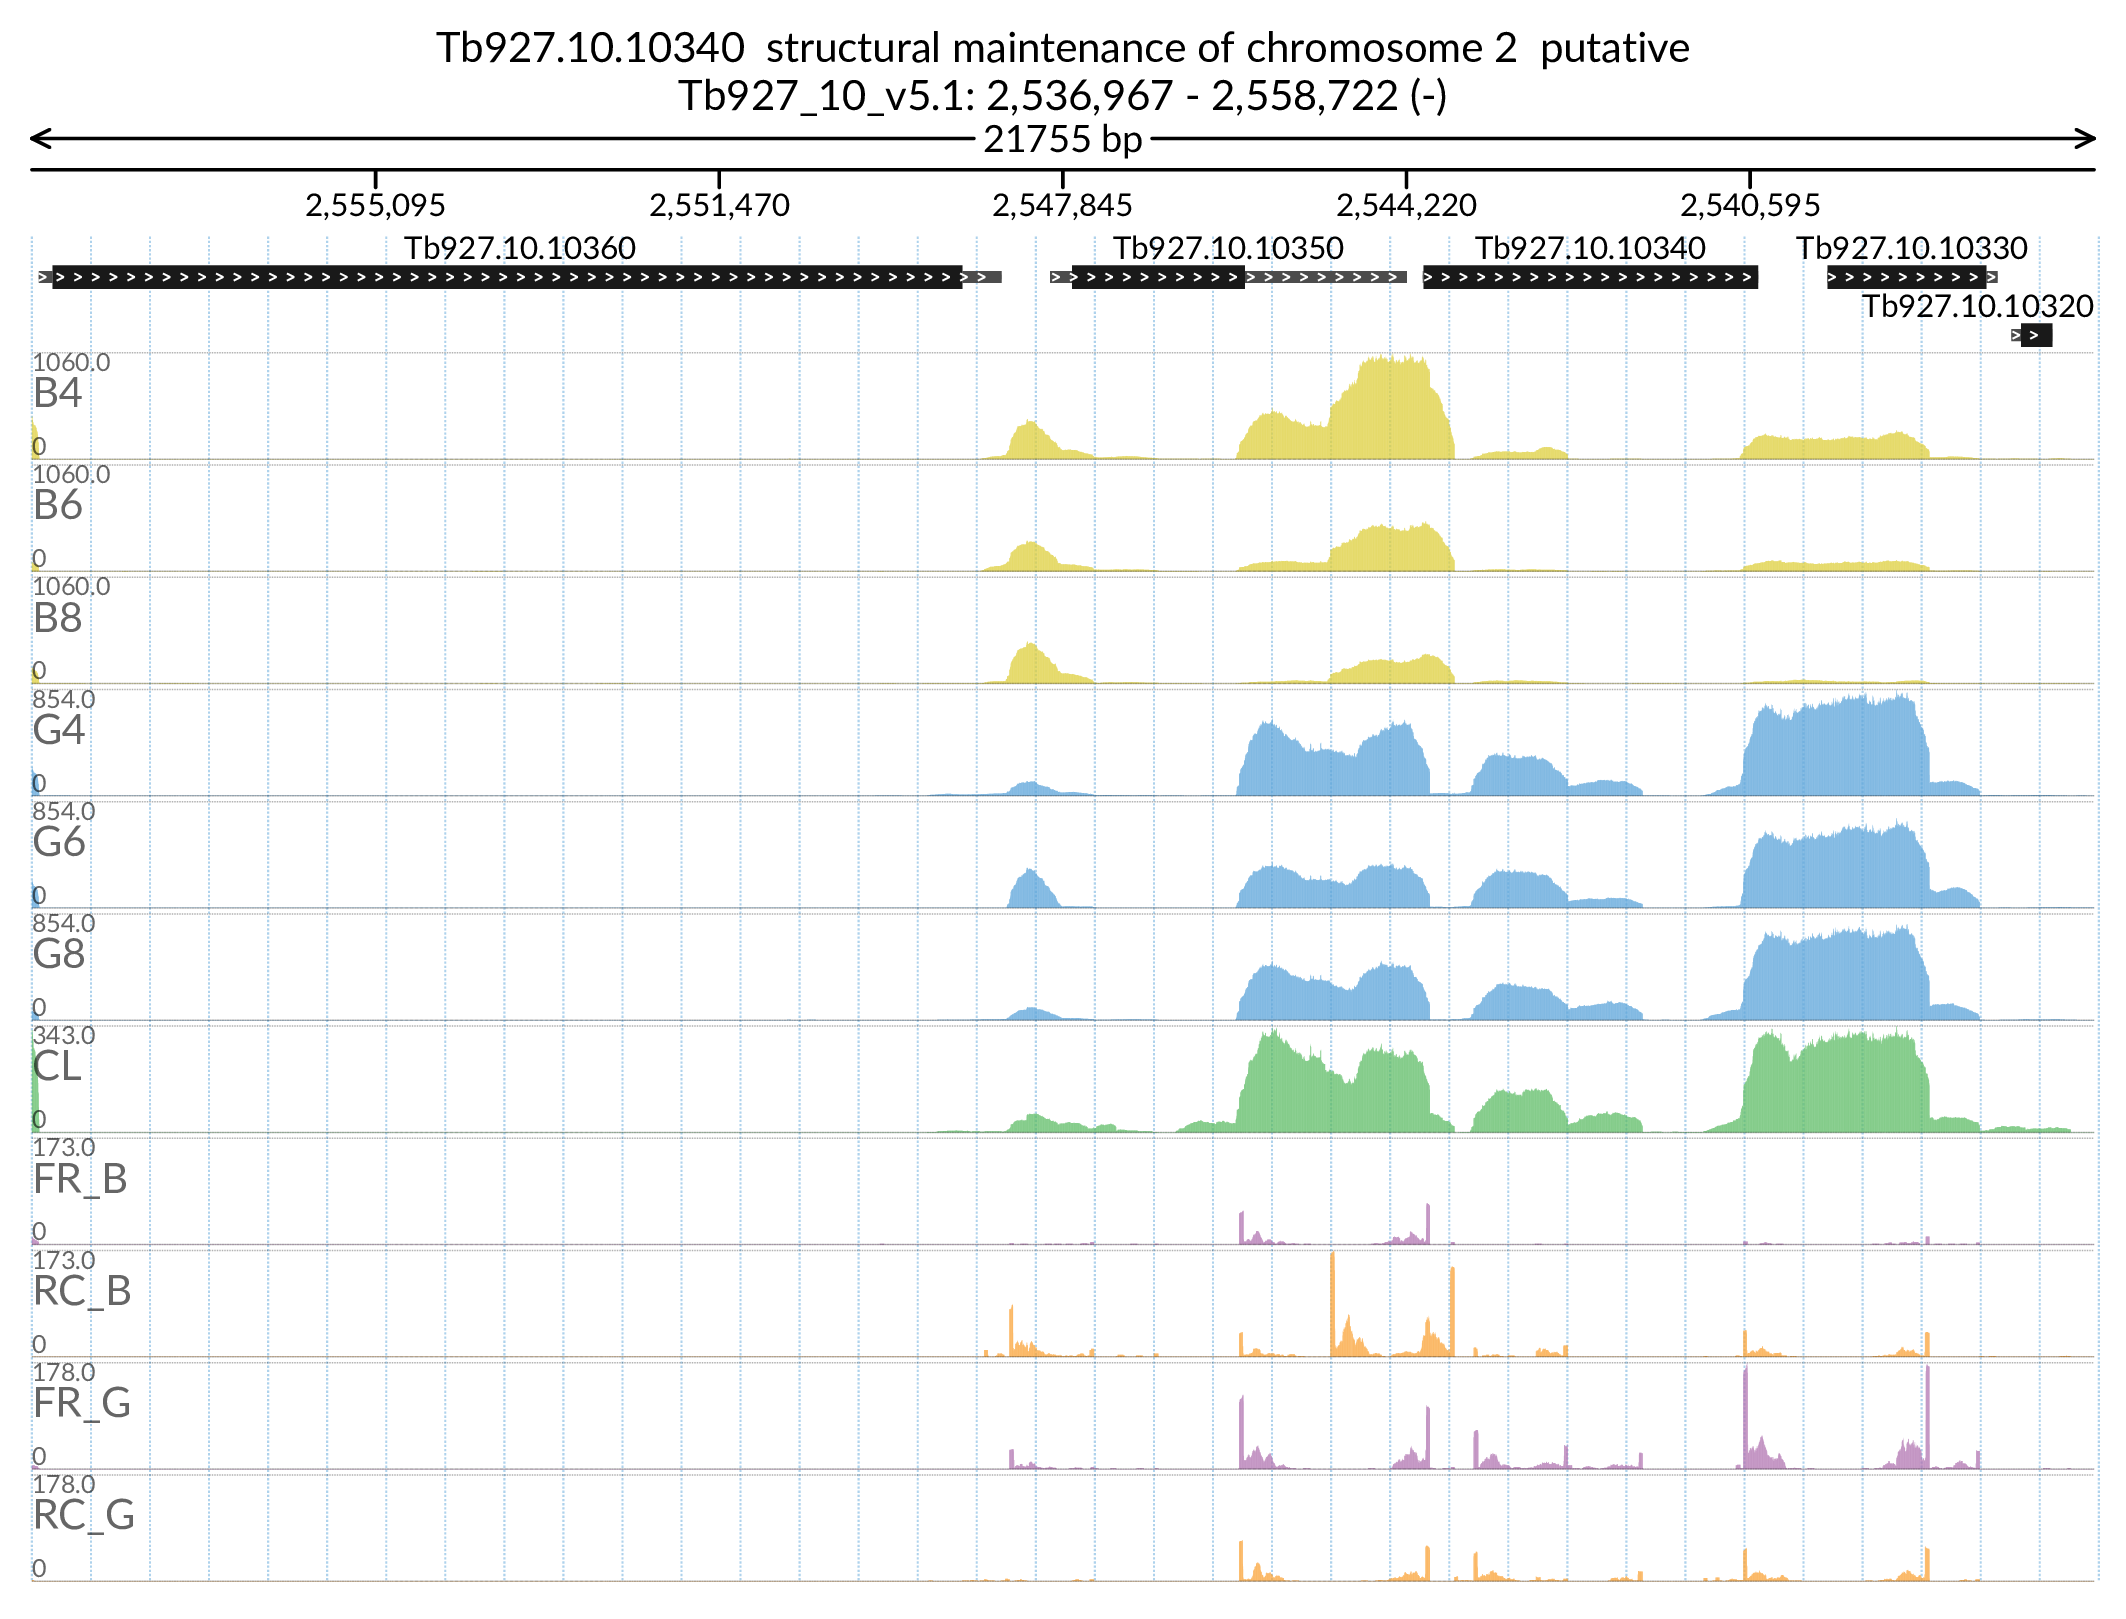 Tb927.10.10340  structural maintenance of chromosome 2  putative
Tb927_10_v5.1: 2,536,967 - 2,558,722 (-)
21755 bp
2,555,095 2,551,470 2,547,845 2,544,220 2,540,595
Tb927.10.10360 Tb927.10.10350 Tb927.10.10340 Tb927.10.10330
Tb927.10.10320
1060.0
B4
0
1060.0
B6
0
1060.0
B8
0
854.0
G4
0
854.0
G6
0
854.0
G8
0
343.0
CL
0
173.0
FR_B
0
173.0
RC_B
0
178.0
FR_G
0
178.0
RC_G
0